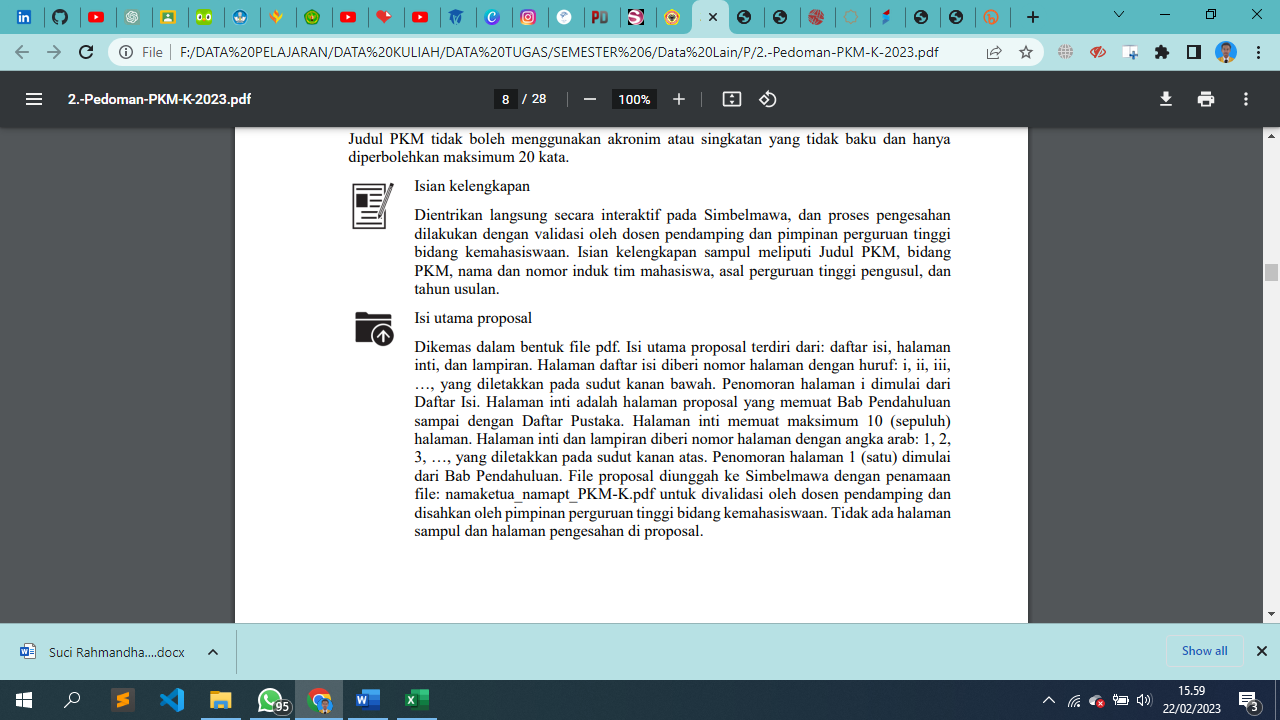 File
F:/DATA%20PELAJARAN/DATA%20KULIAH/DATA%20TUGAS/SEMESTER%206/Data%20Lain/P/2.-Pedoman-PKM-K-2023.pdf
2.-Pedoman-PKM-K-2023.pdf
8 / 28
100%
Judul PKM tidak boleh menggunakan akronim atau singkatan yang tidak baku dan hanya
diperbolehkan maksimum 20 kata.
Isian kelengkapan
Dientrikan langsung secara interaktif pada Simbelmawa, dan proses pengesahan
dilakukan dengan validasi oleh dosen pendamping dan pimpinan perguruan tinggi
bidang kemahasiswaan. Isian kelengkapan sampul meliputi Judul PKM, bidang
PKM, nama dan nomor induk tim mahasiswa, asal perguruan tinggi pengusul, dan
tahun usulan.
Isi utama proposal
Dikemas dalam bentuk file pdf. Isi utama proposal terdiri dari: daftar isi, halaman
inti, dan lampiran. Halaman daftar isi diberi nomor halaman dengan huruf: i, ii, iii,
…, yang diletakkan pada sudut kanan bawah. Penomoran halaman i dimulai dari
Daftar Isi. Halaman inti adalah halaman proposal yang memuat Bab Pendahuluan
sampai dengan Daftar Pustaka. Halaman inti memuat maksimum 10 (sepuluh)
halaman. Halaman inti dan lampiran diberi nomor halaman dengan angka arab: 1, 2,
3, …, yang diletakkan pada sudut kanan atas. Penomoran halaman 1 (satu) dimulai
dari Bab Pendahuluan. File proposal diunggah ke Simbelmawa dengan penamaan
file: namaketua_namapt_PKM-K.pdf untuk divalidasi oleh dosen pendamping dan
disahkan oleh pimpinan perguruan tinggi bidang kemahasiswaan. Tidak ada halaman
sampul dan halaman pengesahan di proposal.
Suci Rahmandha....docx
Show all
95
15.59
22/02/2023
3